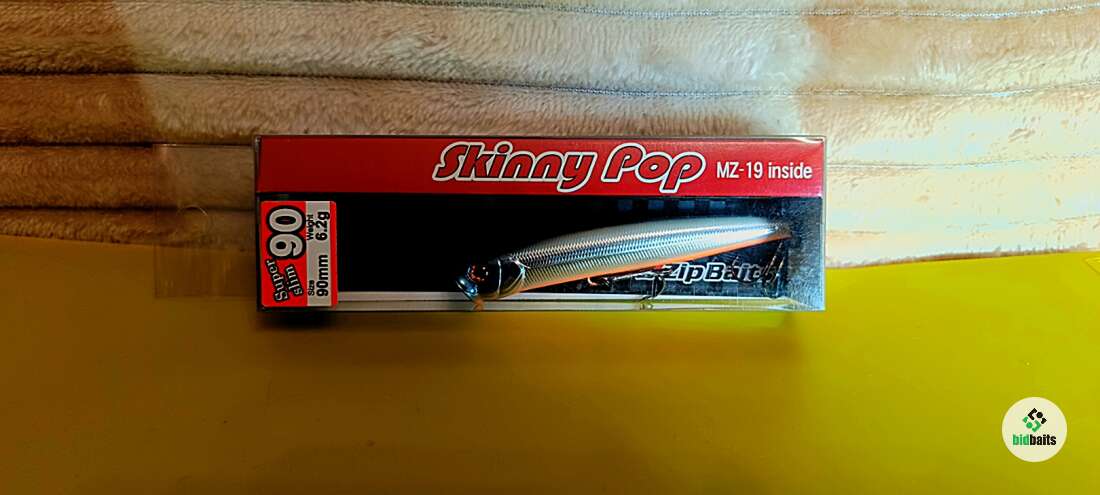 Skinny Pop MZ-19 inside
Super slim 90
Size 90mm
Weight 6.2g
ZipBait
bidbaits